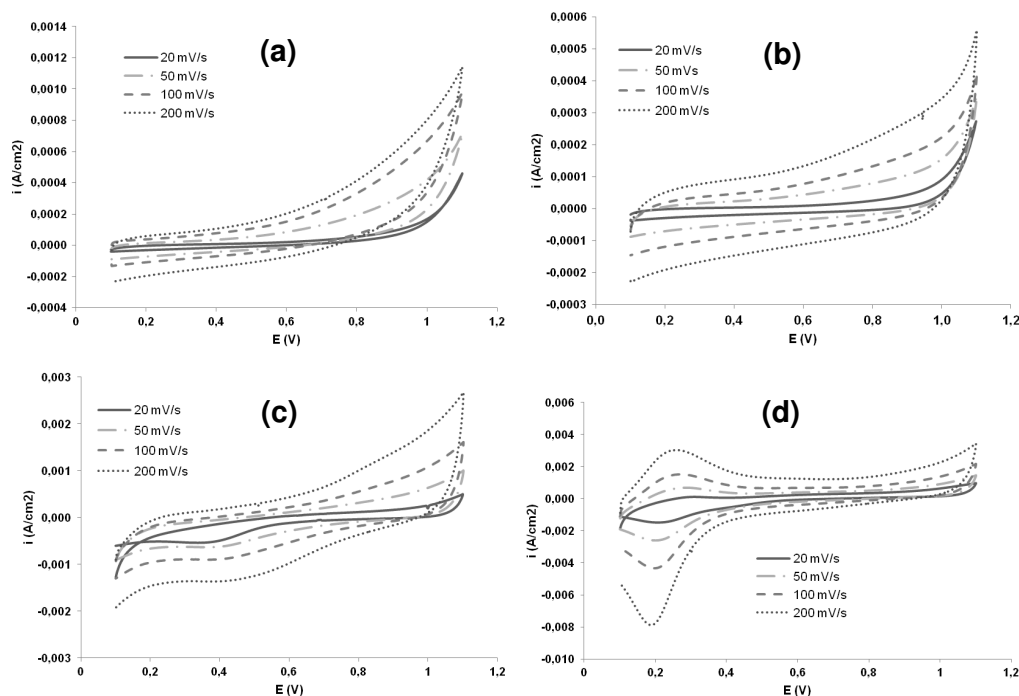 (a)
0,0014
0,0012
0,0010
0,0008
0,0006
0,0004
0,0002
0,0000
-0,0002
-0,0004
i (A/cm2)
20 mV/s
50 mV/s
100 mV/s
200 mV/s
0
0,2
0,4
0,6
0,8
1
1,2
E (V)
(b)
0,0006
0,0005
0,0004
0,0003
0,0002
0,0001
0,0000
-0,0001
-0,0002
-0,0003
i (A/cm2)
20 mV/s
50 mVs
100 mV/s
200 mV/s
0,0
0,2
0,4
0,6
0,8
1,0
1,2
E (V)
(c)
0,003
0,002
0,001
0,000
-0,001
-0,002
-0,003
i (A/cm2)
20 mV/s
50 mV/s
100 mV/s
200 mV/s
0
0,2
0,4
0,6
0,8
1
1,2
E (V)
(d)
0,006
0,004
0,002
0,000
-0,002
-0,004
-0,006
-0,008
-0,010
i (A/cm2)
20 mV/s
50 mV/s
100 mV/s
200 mV/s
0
0,2
0,4
0,6
0,8
1
1,2
E (V)